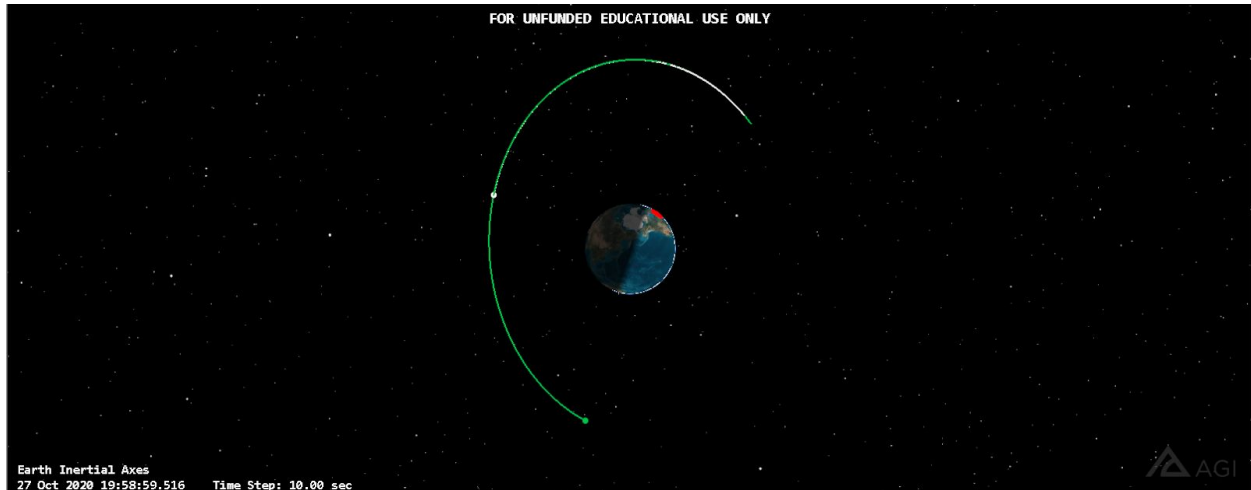 FOR UNFUNDED EDUCATIONAL USE ONLY
Earth Inertial Axes
27 Oct 2020 19:58:59.516    Time Step: 10.00 sec
AGI